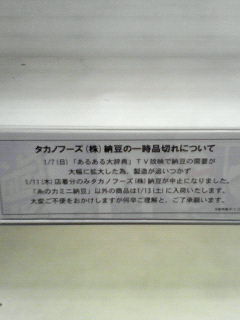 タカノフーズ(株)納豆の一時品切れについて
1/7(日)「あるある大辞典」TV放映で納豆の需要が
大幅に拡大した為、製造が追いつかず
1/11(木)店着分のみタカノフーズ(株)納豆が中止になりました。
「糸の力ミニ納豆」以外の商品は1/13(土)に入荷いたします。
大変ご不便をおかけしますが何卒ご理解と、ご了承願います。